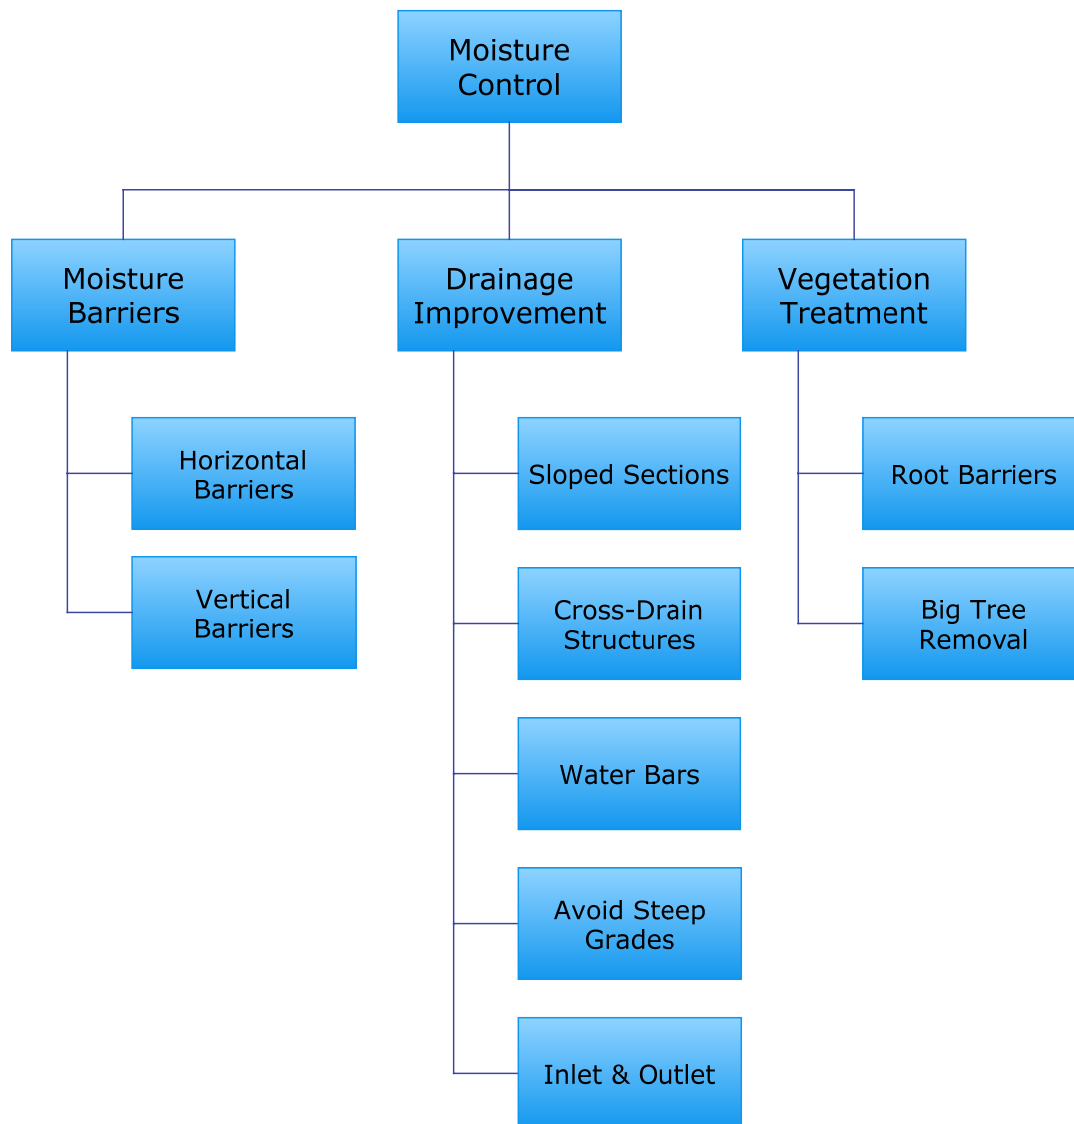 Moisture
Control
Moisture
Barriers
Drainage
Improvement
Vegetation
Treatment
Horizontal
Barriers
Vertical
Barriers
Sloped Sections
Cross-Drain
Structures
Water Bars
Avoid Steep
Grades
Inlet & Outlet
Root Barriers
Big Tree
Removal